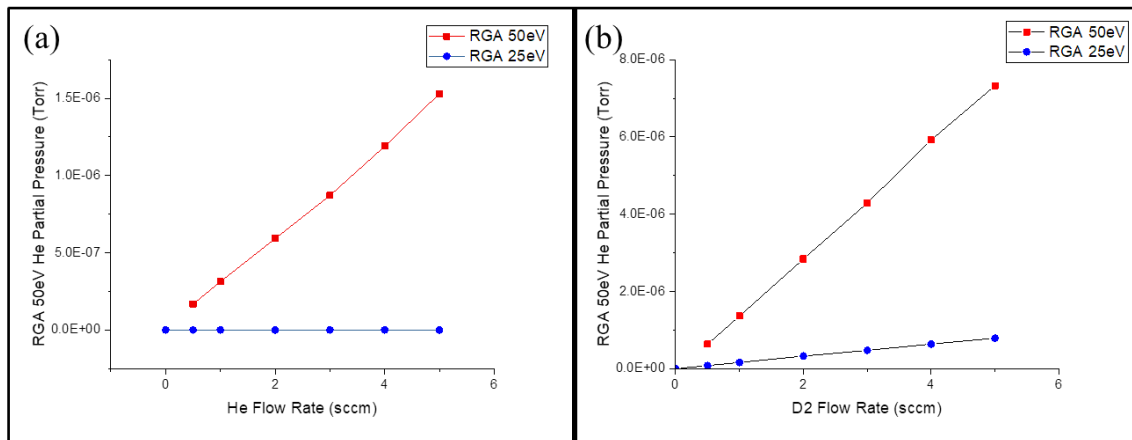 (a)
RGA 50eV
RGA 25eV
RGA 50eV He Partial Pressure (Torr)
1.5E-06
1.0E-06
5.0E-07
0.0E+00
0
2
4
6
He Flow Rate (sccm)
(b)
RGA 50eV
RGA 25eV
RGA 50eV He Partial Pressure (Torr)
8.0E-06
6.0E-06
4.0E-06
2.0E-06
0.0E+00
0
2
4
6
D2 Flow Rate (sccm)